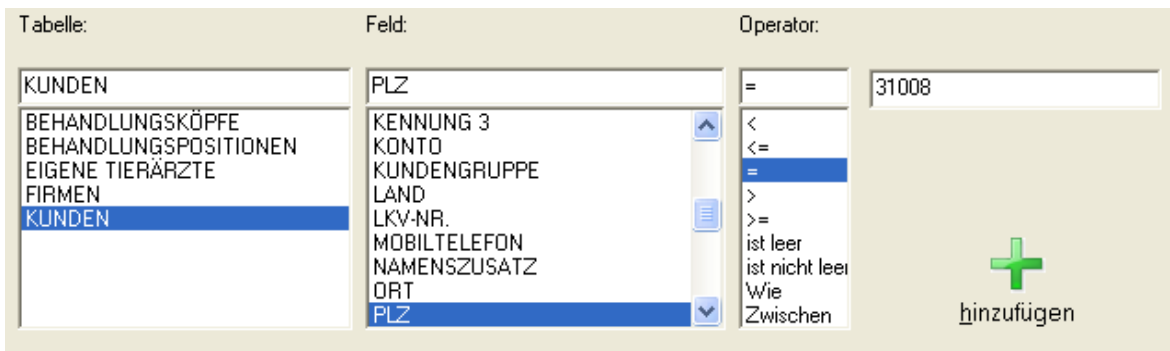 Tabelle:
Feld:
Operator:
KUNDEN
PLZ
=
31008
BEHANDLUNGSKÖPFE
BEHANDLUNGSPOSITIONEN
EIGENE TIERÄRZTE
FIRMEN
KUNDEN
KENNUNG 3
KONTO
KUNDENGRUPPE
LAND
LKV-NR.
MOBILTELEFON
NAMENSZUSATZ
ORT
PLZ
<
<=
=
>
>=
ist leer
ist nicht leer
Wie
Zwischen
hinzufügen